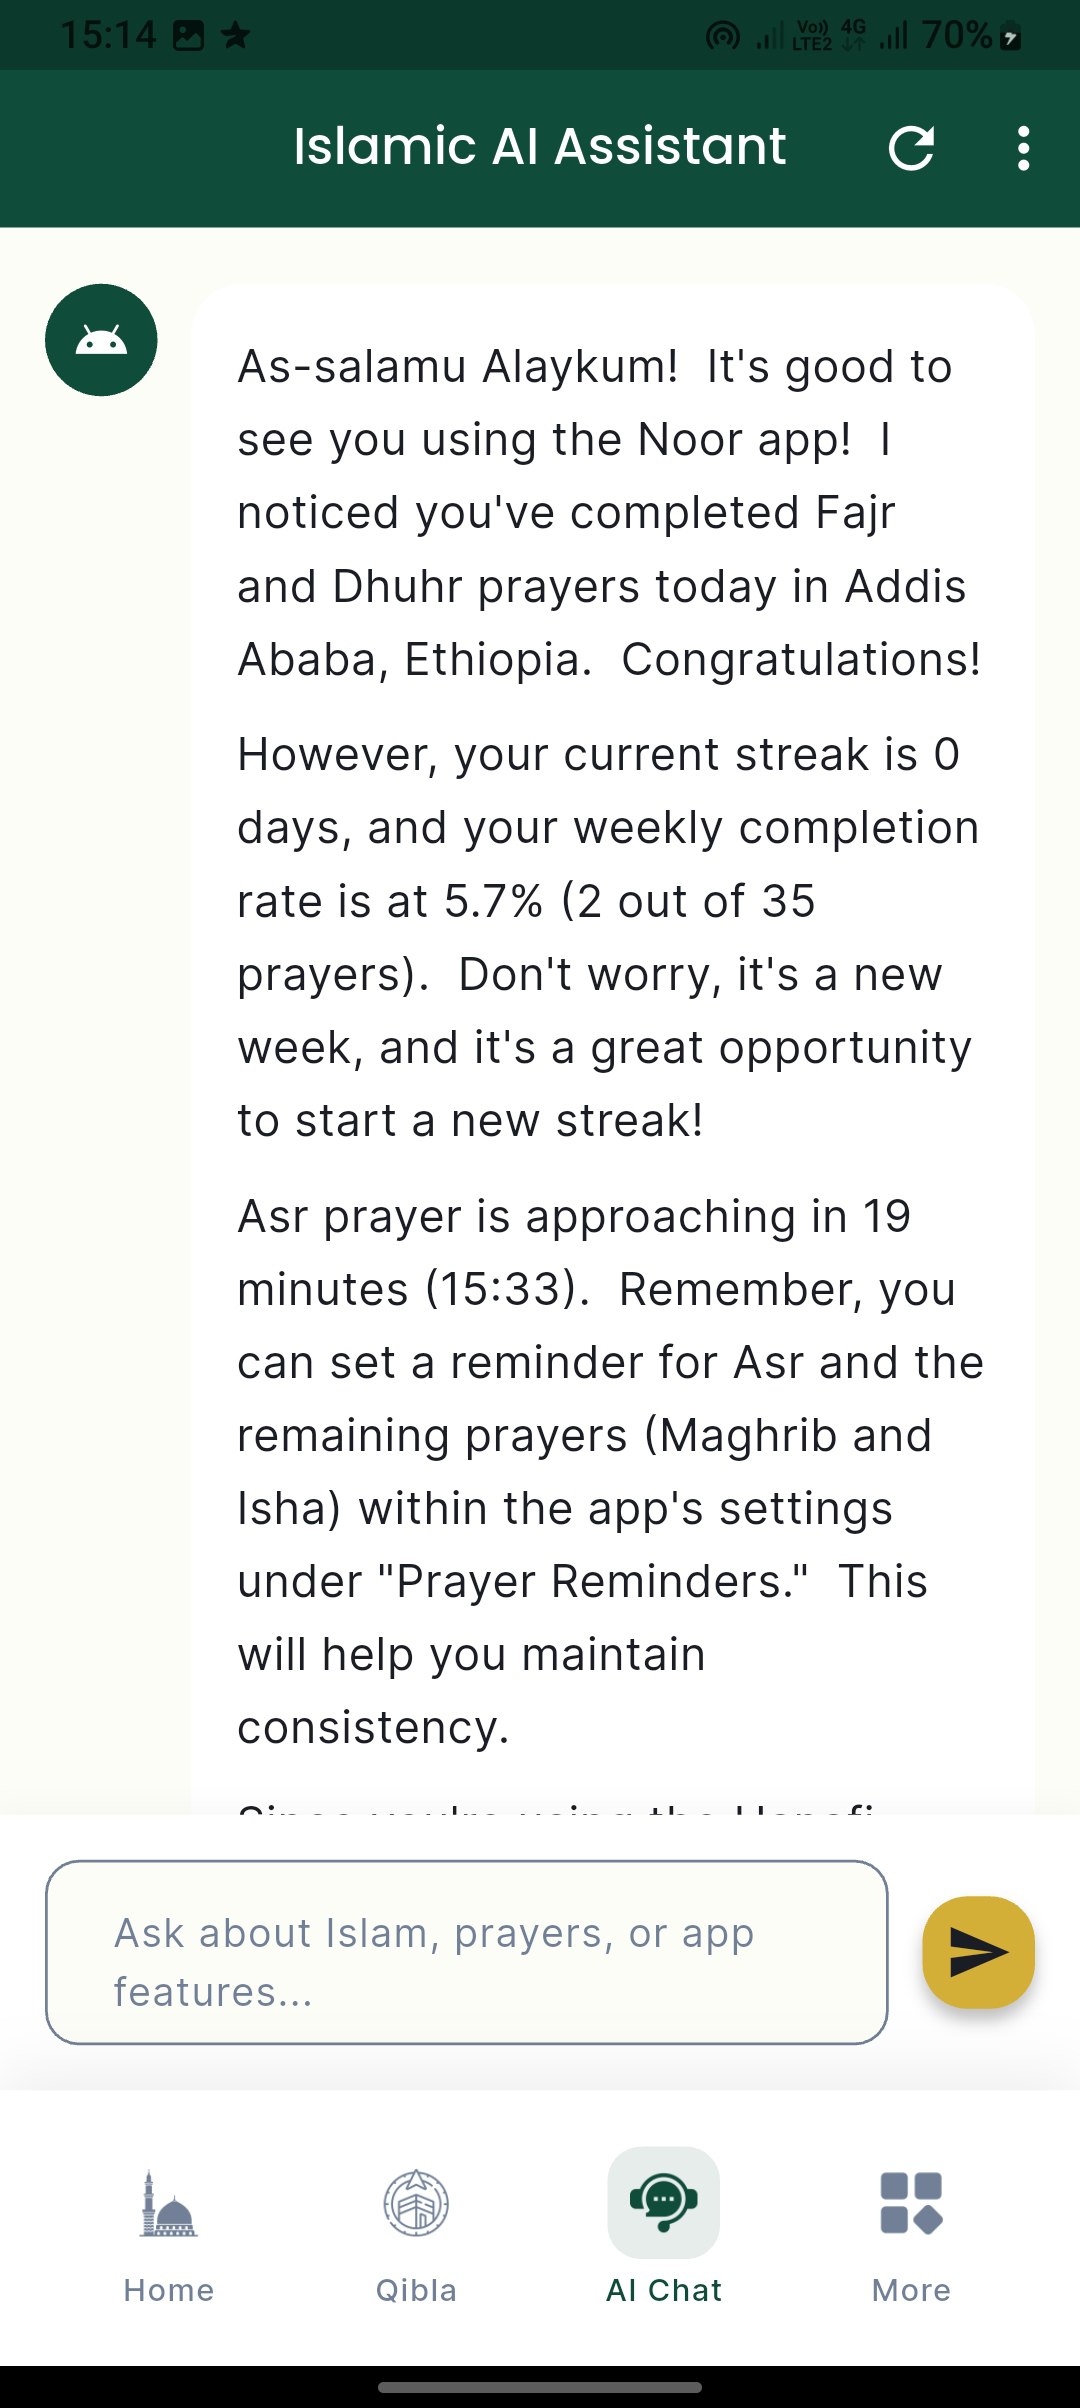 15:14
Vo)) LTE2 4G 70%
Islamic AI Assistant
As-salamu Alaykum!  It's good to
see you using the Noor app!  I
noticed you've completed Fajr
and Dhuhr prayers today in Addis
Ababa, Ethiopia.  Congratulations!
However, your current streak is 0
days, and your weekly completion
rate is at 5.7% (2 out of 35
prayers).  Don't worry, it's a new
week, and it's a great opportunity
to start a new streak!
Asr prayer is approaching in 19
minutes (15:33).  Remember, you
can set a reminder for Asr and the
remaining prayers (Maghrib and
Isha) within the app's settings
under "Prayer Reminders."  This
will help you maintain
consistency.
Since you're using the Hanafi
Ask about Islam, prayers, or app
features...
Home
Qibla
AI Chat
More